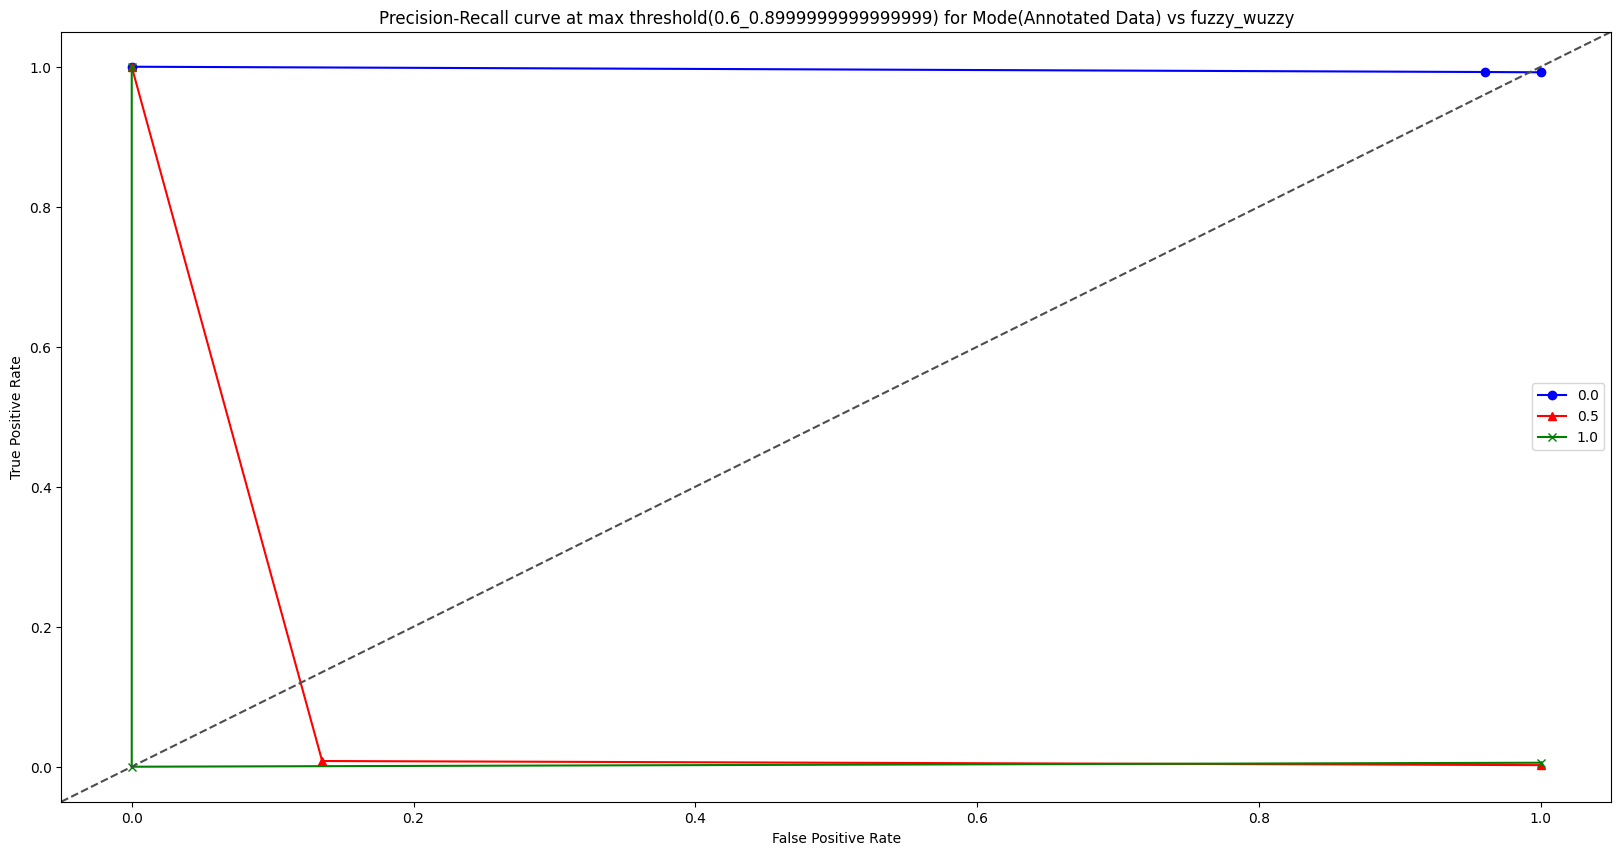 Precision-Recall curve at max threshold(0.6_0.8999999999999999) for Mode(Annotated Data) vs fuzzy_wuzzy
1.0
0.8
0.6
0.4
0.2
0.0
True Positive Rate
0.0
0.5
1.0
0.0 0.2 0.4 0.6 0.8 1.0
False Positive Rate